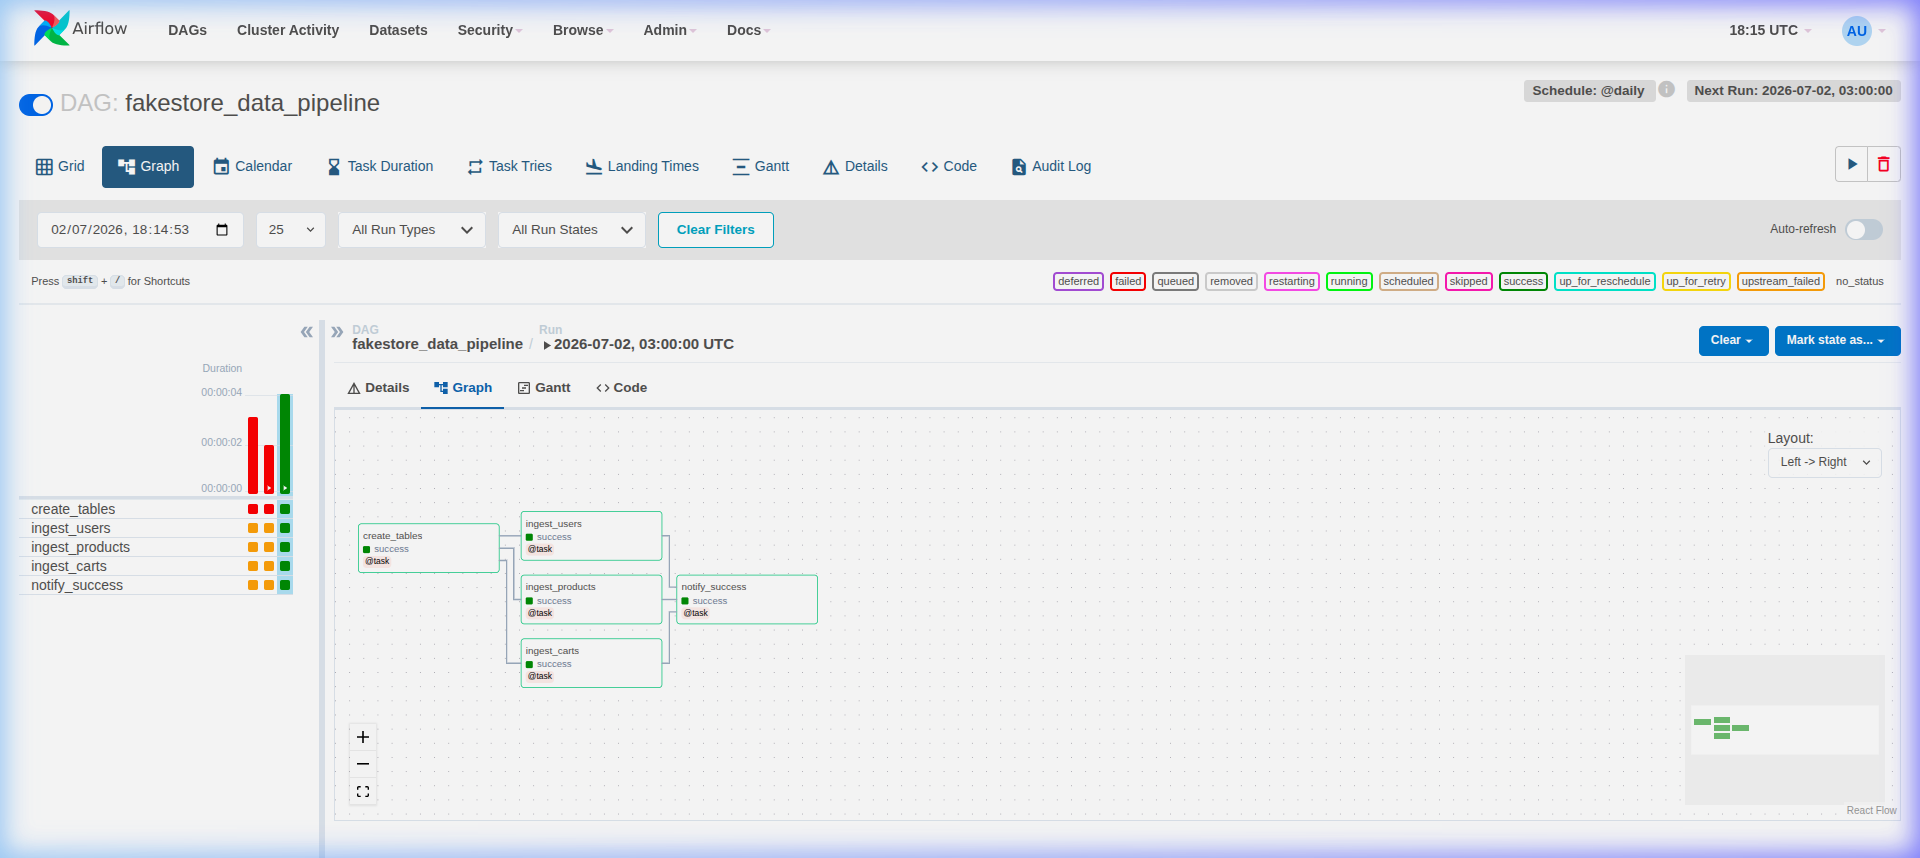 Airflow
DAGs
Cluster Activity
Datasets
Security
Browse
Admin
Docs
18:15 UTC
AU
DAG: fakestore_data_pipeline
Schedule: @daily
Next Run: 2026-07-02, 03:00:00
Grid
Graph
Calendar
Task Duration
Task Tries
Landing Times
Gantt
Details
Code
Audit Log
02/07/2026, 18:14:53
25
All Run Types
All Run States
Clear Filters
Auto-refresh
Press shift + / for Shortcuts
deferred
failed
queued
removed
restarting
running
scheduled
skipped
success
up_for_reschedule
up_for_retry
upstream_failed
no_status
Duration
00:00:04
00:00:02
00:00:00
create_tables
ingest_users
ingest_products
ingest_carts
notify_success
DAG
fakestore_data_pipeline
/
Run
2026-07-02, 03:00:00 UTC
Clear
Mark state as...
Details
Graph
Gantt
Code
Layout:
Left -> Right
create_tables
success
@task
ingest_users
success
@task
ingest_products
success
@task
ingest_carts
success
@task
notify_success
success
@task
React Flow